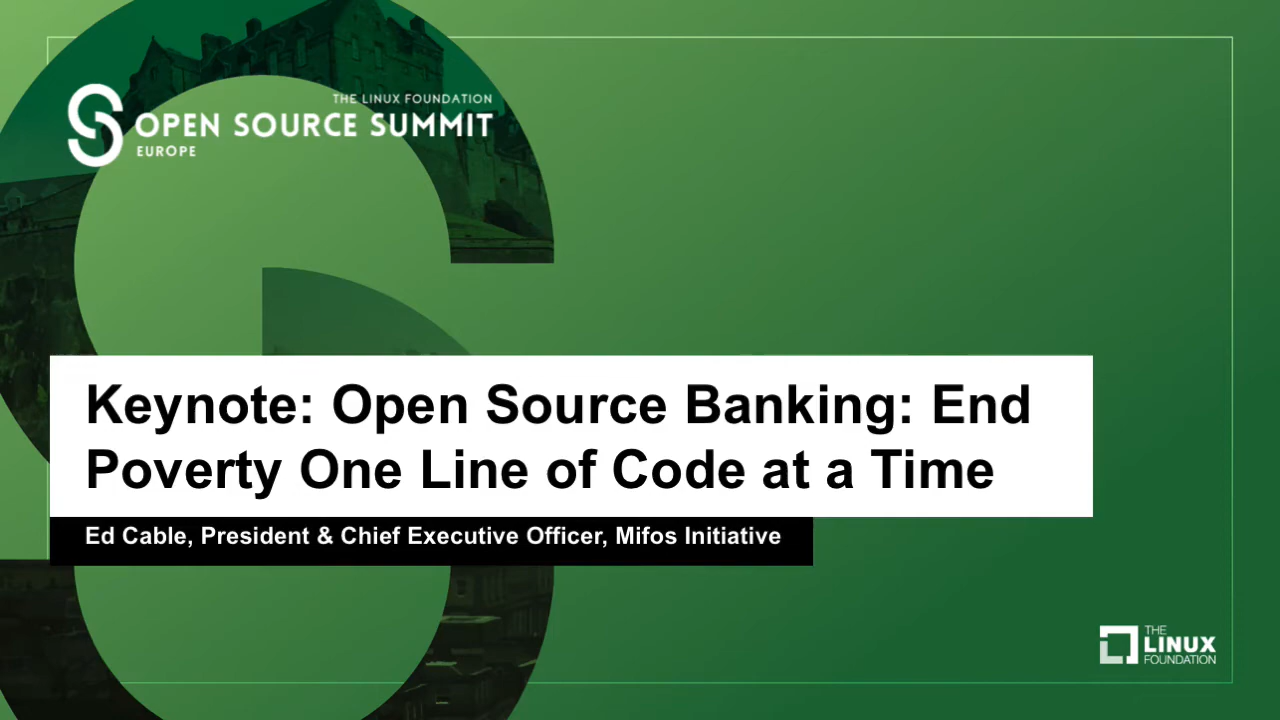 THE LINUX FOUNDATION
OPEN SOURCE SUMMIT
EUROPE
Keynote: Open Source Banking: End
Poverty One Line of Code at a Time
Ed Cable, President & Chief Executive Officer, Mifos Initiative
THE
LINUX
FOUNDATION